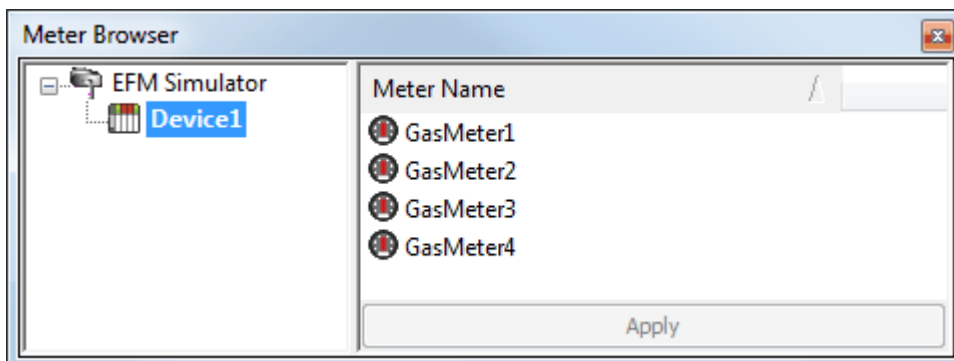 Meter Browser
EFM Simulator
Device1
Meter Name
GasMeter1
GasMeter2
GasMeter3
GasMeter4
Apply